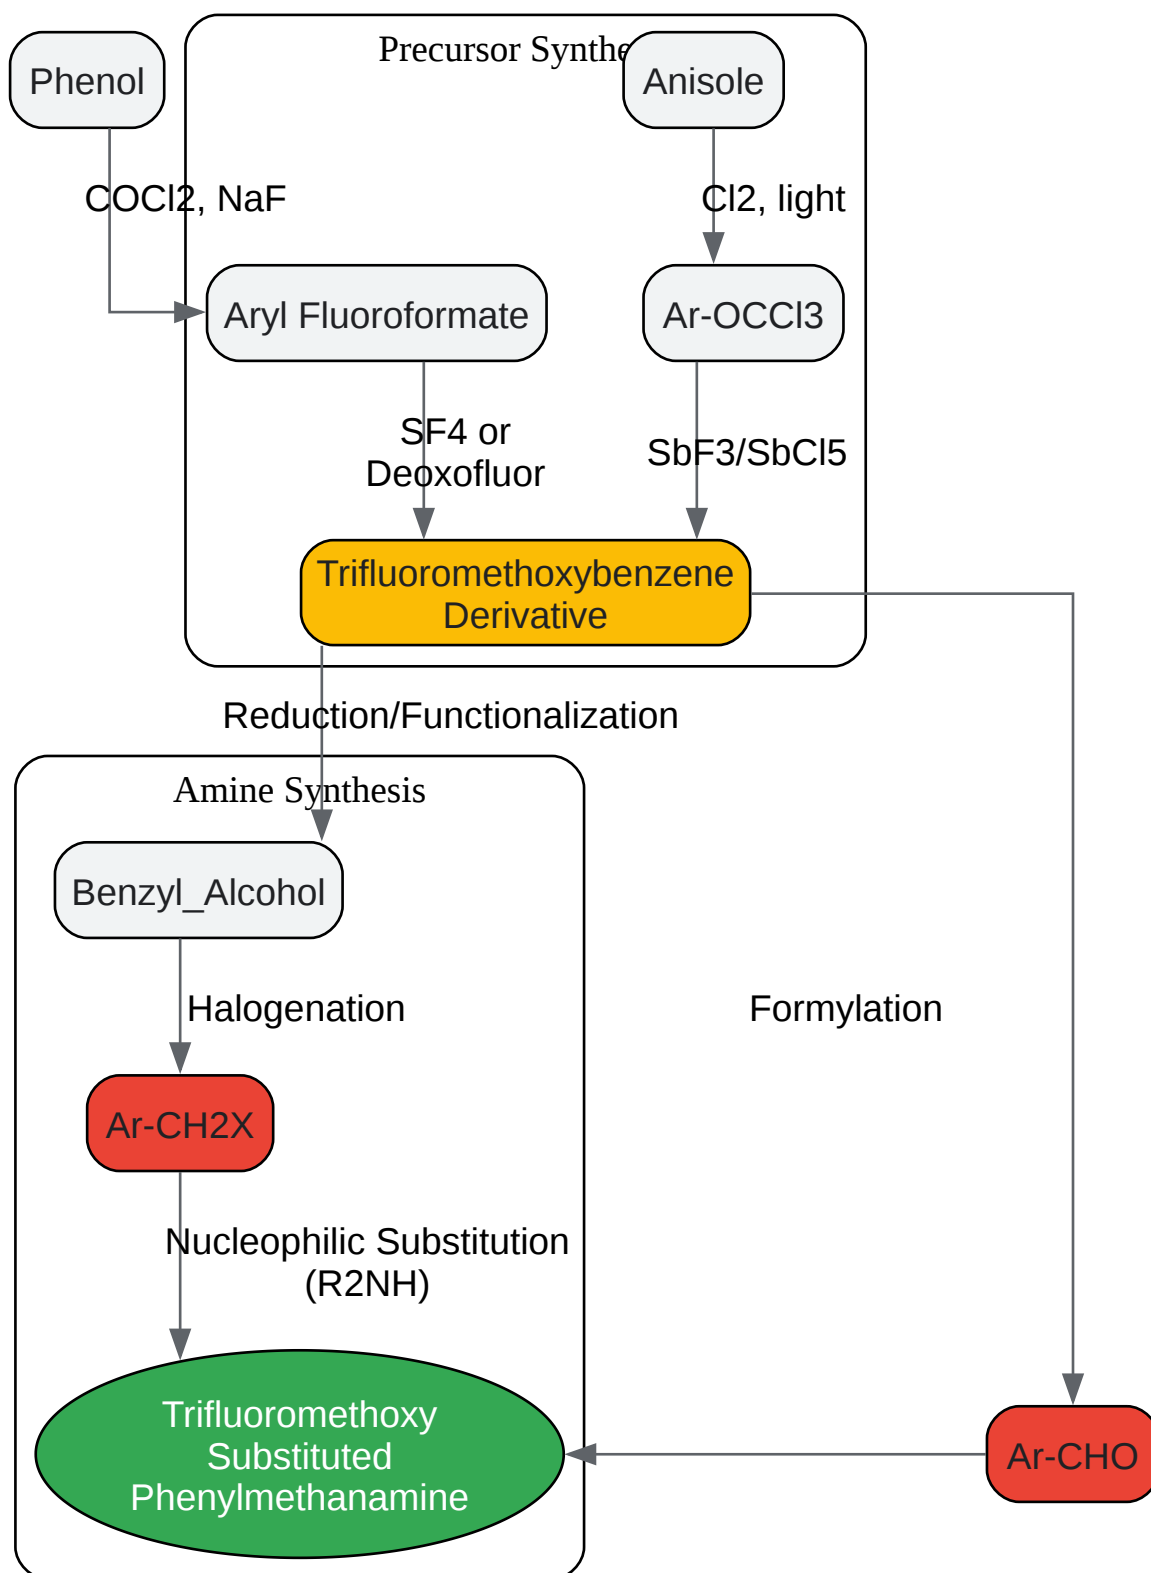 Precursor Synthe
Phenol
Anisole
COCl2, NaF
Cl2, light
Aryl Fluoroformate
Ar-OCCl3
SF4 or
Deoxofluor
SbF3/SbCl5
Trifluoromethoxybenzene
Derivative
Reduction/Functionalization
Amine Synthesis
Benzyl_Alcohol
Halogenation
Formylation
Ar-CH2X
Nucleophilic Substitution
(R2NH)
Trifluoromethoxy
Substituted
Phenylmethanamine
Ar-CHO